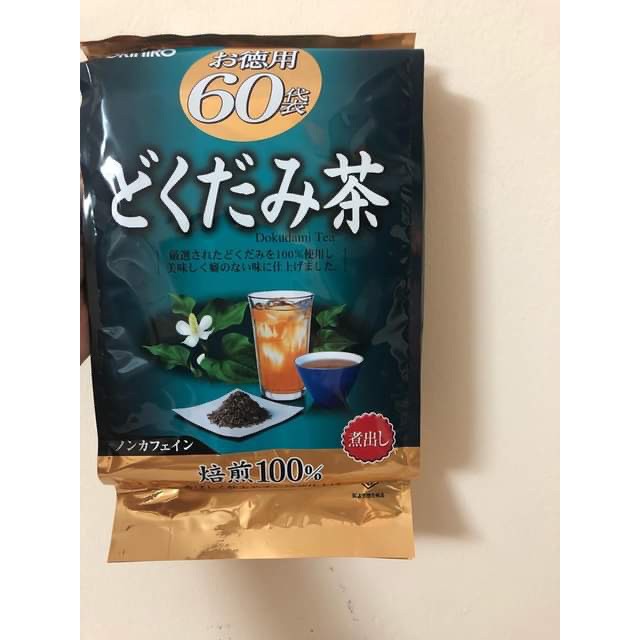 ORIHIRO
お徳用
60袋
どくだみ茶
Dokudami Tea
厳選されたどくだみを100%使用し
美味しく癖のない味に仕上げました。
ノンカフェイン
煮出し
焙煎100%